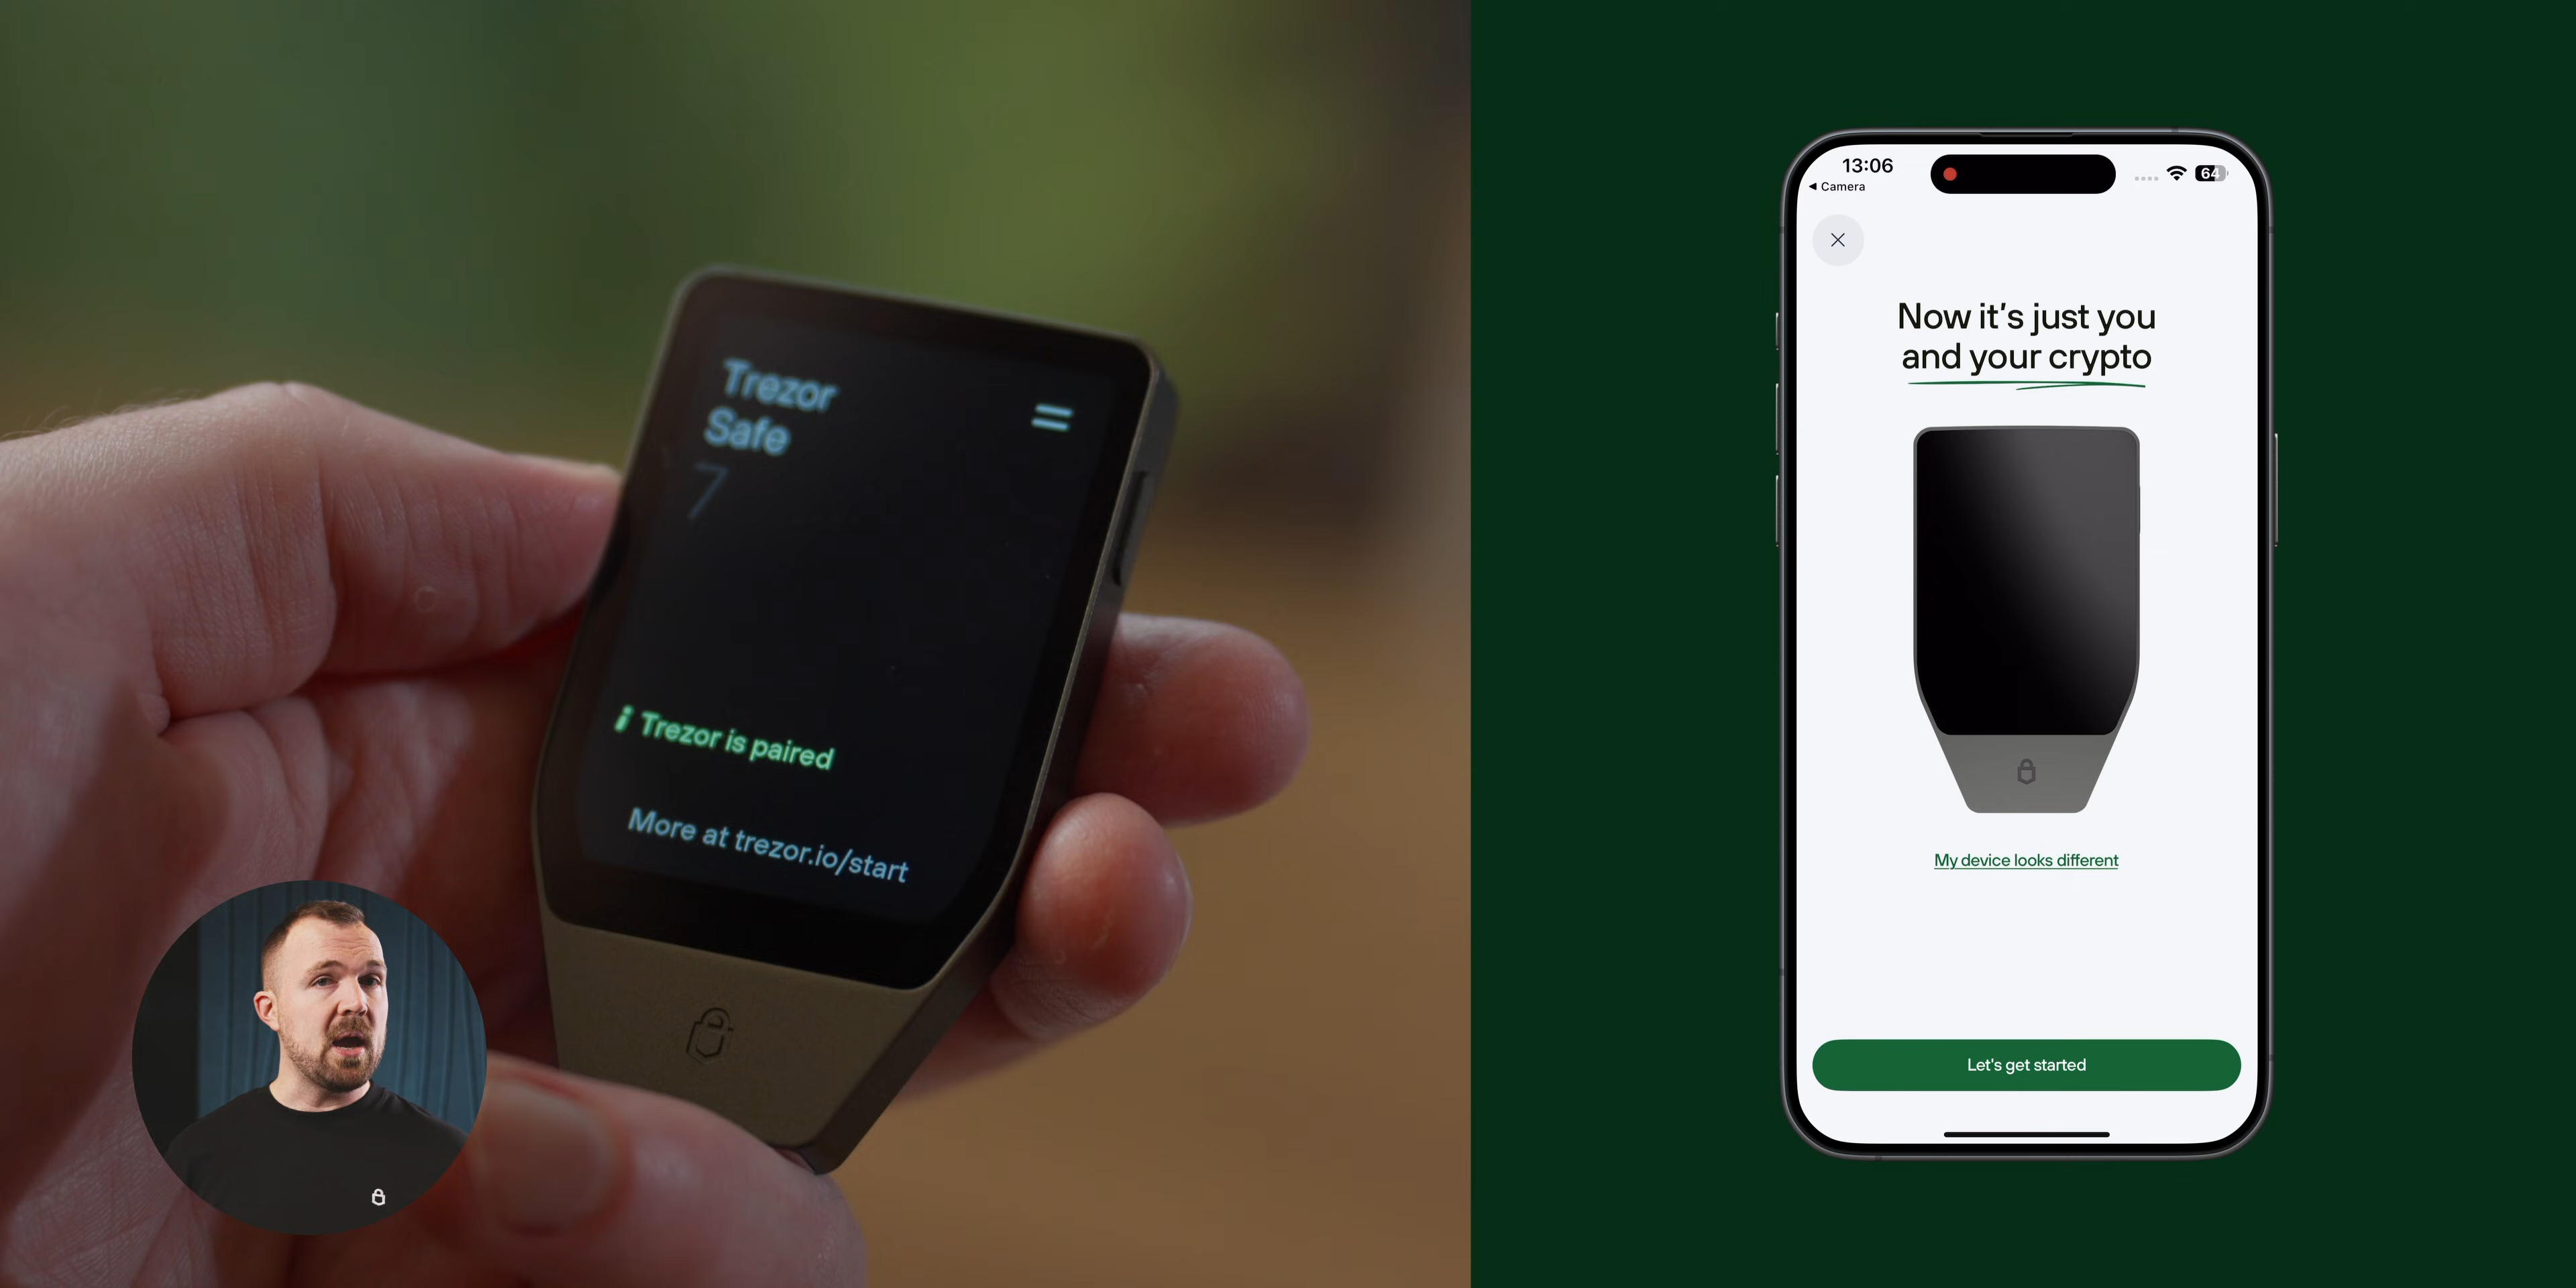 Trezor
Safe
7
Trezor is paired
More at trezor.io/start
13:06
Camera
64
Now it's just you
and your crypto
My device looks different
Let's get started